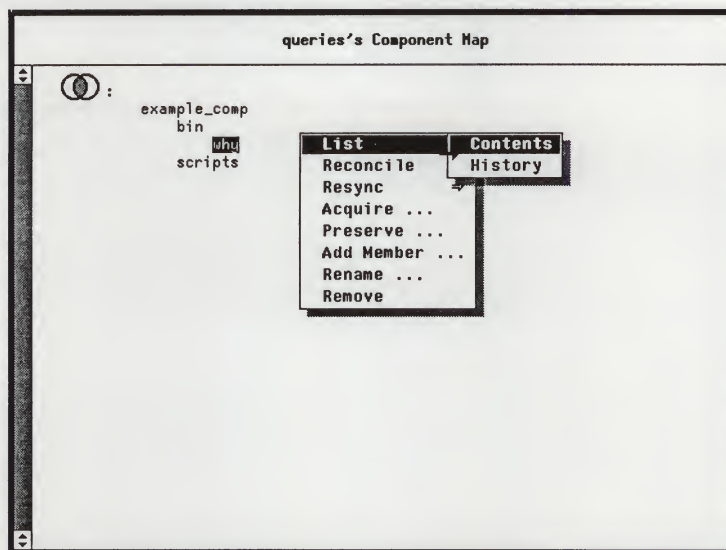 queries's Component Map
:
example_comp
bin
why
scripts
List
Reconcile
Resync
Acquire ...
Preserve ...
Add Member ...
Rename ...
Remove
Contents
History